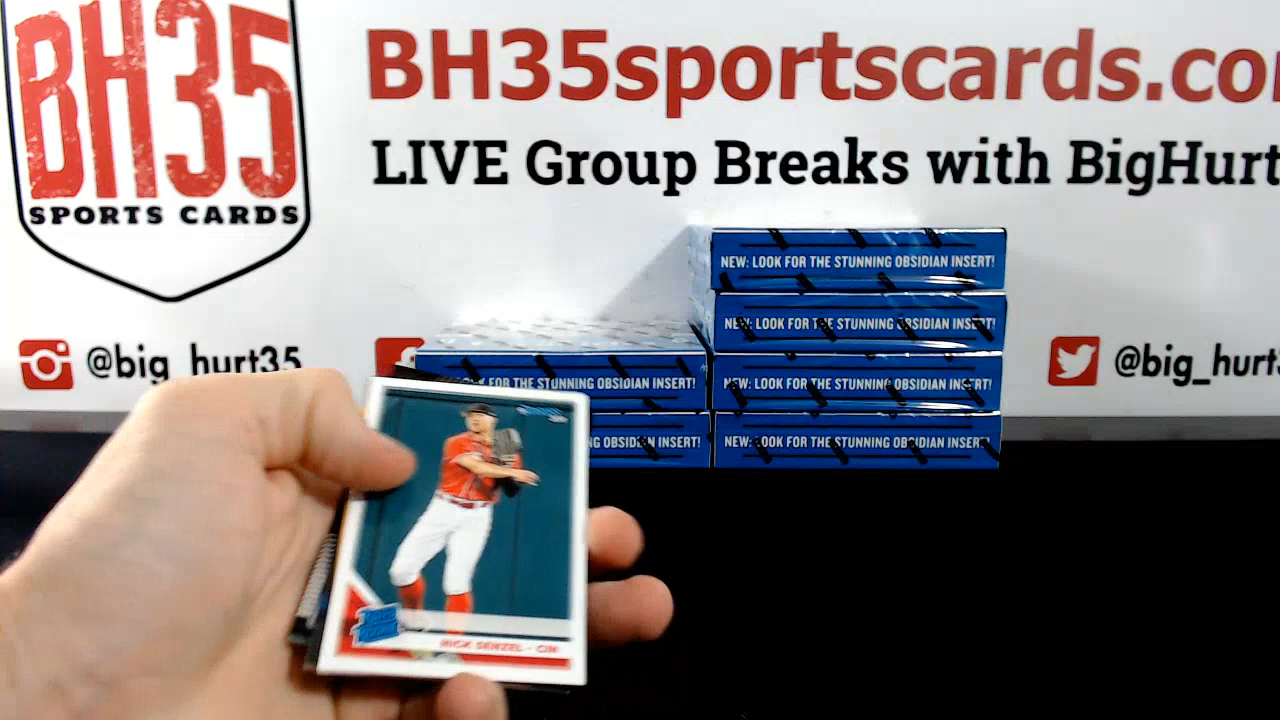 BH35
SPORTS CARDS
BH35sportscards.co
LIVE Group Breaks with BigHurt
@big_hurt35
@big_hurt3
NEW: LOOK FOR THE STUNNING OBSIDIAN INSERT!
NEW: LOOK FOR THE STUNNING OBSIDIAN INSERT!
FOR THE STUNNING OBSIDIAN INSERT!
NEW: LOOK FOR THE STUNNING OBSIDIAN INSERT!
NG OBSIDIAN INSERT!
NEW: LOOK FOR THE STUNNING OBSIDIAN INSERT!
NICK SENZEL - CIN